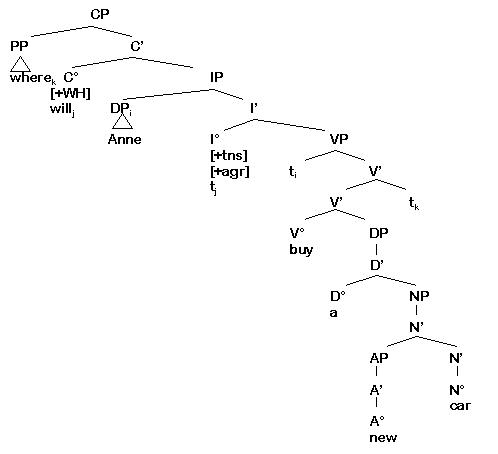 CP
PP C'
where_k C° IP
[+WH]
will_j DP_i I'
Anne I° VP
[+tns]
[+agr] t_i V'
t_j
V' t_k
V° DP
buy
D'
D° NP
a
N'
AP N'
A' N°
car
A°
new